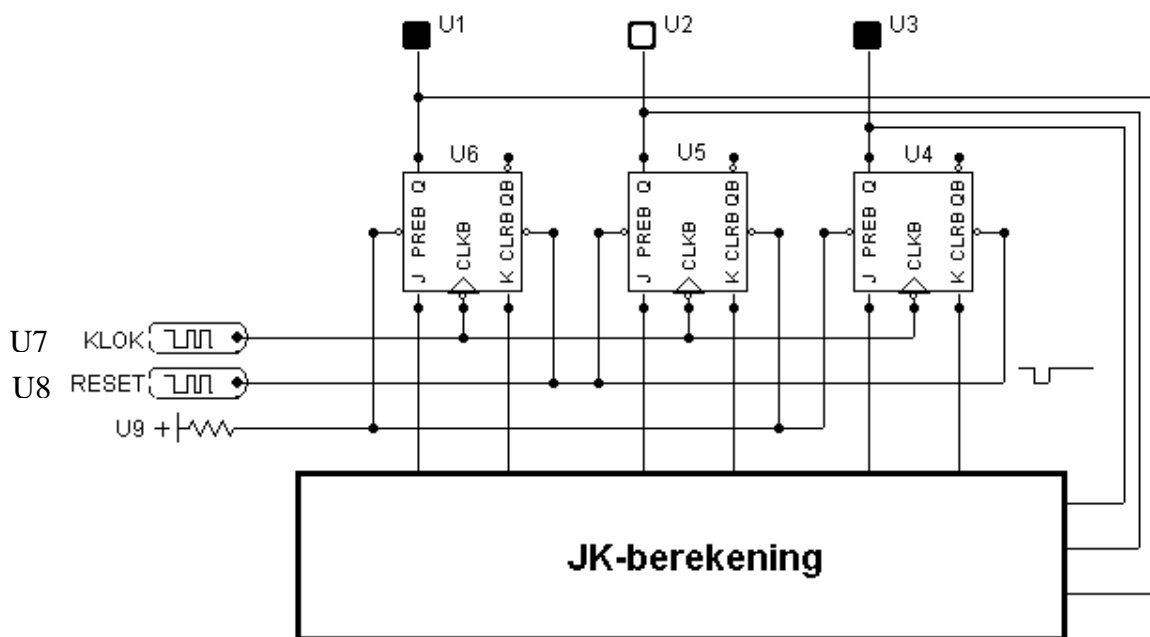 U1 U2 U3
U6 U5 U4
Q QB Q QB Q QB
PREB CLRB PREB CLRB PREB CLRB
CLKB CLKB CLKB
J K J K J K
U7 KLOK
U8 RESET
U9 +
JK-berekening